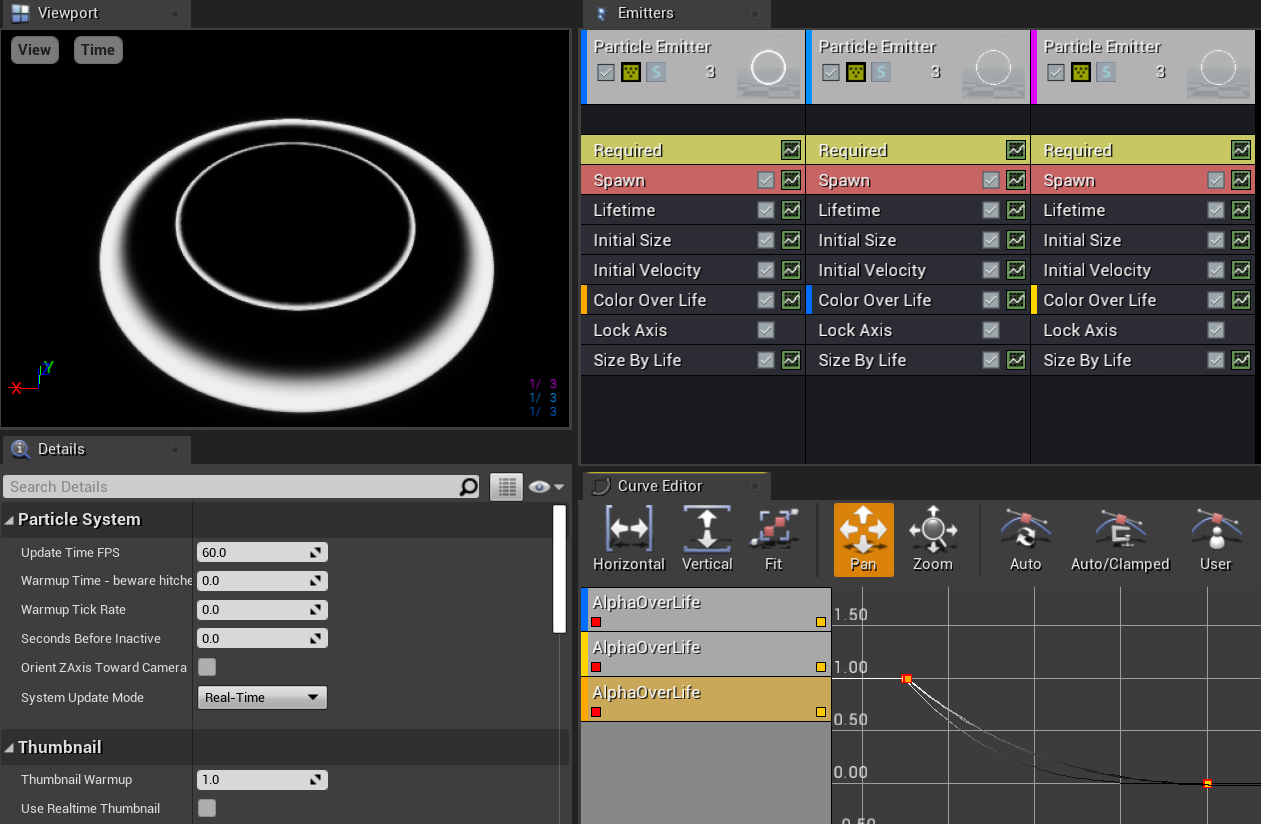 Viewport
View
Time
X
Y
1/ 3
1/ 3
1/ 3
Emitters
Particle Emitter
S
3
Particle Emitter
S
3
Particle Emitter
S
3
Required
Required
Required
Spawn
Spawn
Spawn
Lifetime
Lifetime
Lifetime
Initial Size
Initial Size
Initial Size
Initial Velocity
Initial Velocity
Initial Velocity
Color Over Life
Color Over Life
Color Over Life
Lock Axis
Lock Axis
Lock Axis
Size By Life
Size By Life
Size By Life
Details
Search Details
Particle System
Update Time FPS
60.0
Warmup Time - beware hitche
0.0
Warmup Tick Rate
0.0
Seconds Before Inactive
0.0
Orient ZAxis Toward Camera
System Update Mode
Real-Time
Thumbnail
Thumbnail Warmup
1.0
Use Realtime Thumbnail
Curve Editor
Horizontal
Vertical
Fit
Pan
Zoom
Auto
Auto/Clamped
User
AlphaOverLife
AlphaOverLife
AlphaOverLife
1.50
1.00
0.50
0.00
-0.50